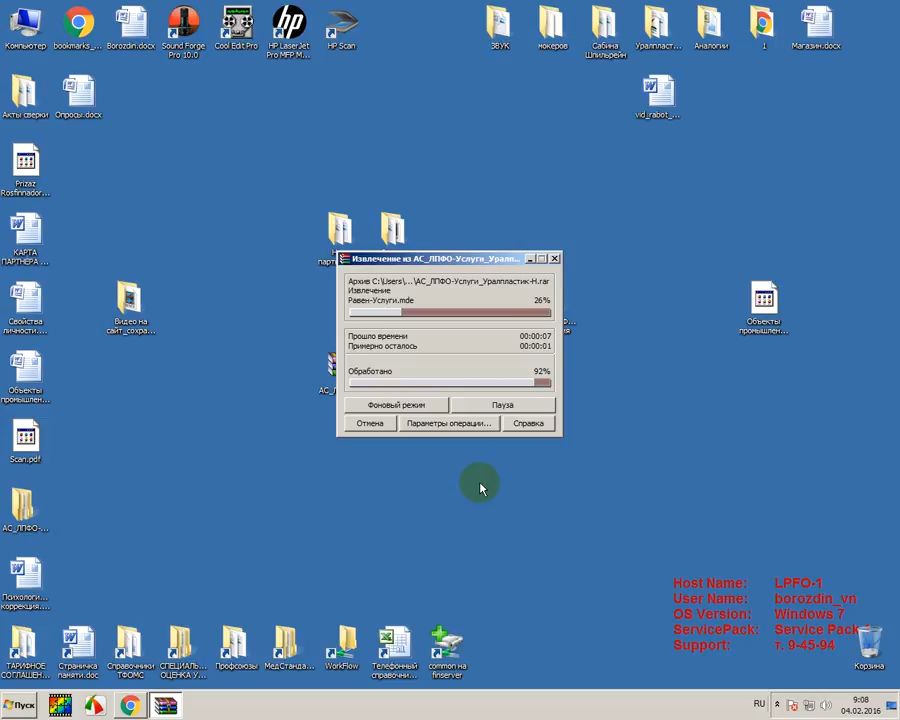 Компьютер
bookmarks_...
Borozdin.docx
Sound Forge
Pro 10.0
Cool Edit Pro
HP LaserJet
Pro MFP M...
HP Scan
ЗВУК
мокеров
Сабина
Шпильрейн
Уралпласт...
Аналогии
1
Магазин.docx
Акты сверки
Опросы.docx
vid_rabot_...
Prizaz
Rosfinnador...
КАРТА
ПАРТНЕРА ...
Свойства
личности....
Видео на
сайт_сохра...
Объекты
промышлен...
Извлечение из АС_ЛПФО-Услуги_Уралп...
Архив C:\Users\...\АС_ЛПФО-Услуги_Уралпластик-Н.rar
Извлечение
Равен-Услуги.mde 26%
Прошло времени 00:00:07
Примерно осталось 00:00:01
Обработано 92%
Фоновый режим
Пауза
Отмена
Параметры операции...
Справка
Объекты
промышлен...
Scan.pdf
АС_ЛПФО-...
Психологи...
коррекция....
Host Name: LPFO-1
User Name: borozdin_vn
OS Version: Windows 7
ServicePack: Service Pack
Support: т. 9-45-94
ТАРИФНОЕ
СОГЛАШЕН...
Страничка
памяти.doc
Справочники
ТФОМС
СПЕЦИАЛЬ...
ОЦЕНКА У...
Профсоюзы
МедСтанда...
WorkFlow
Телефонный
справочни...
common на
finserver
Корзина
Пуск
RU
9:08
04.02.2016